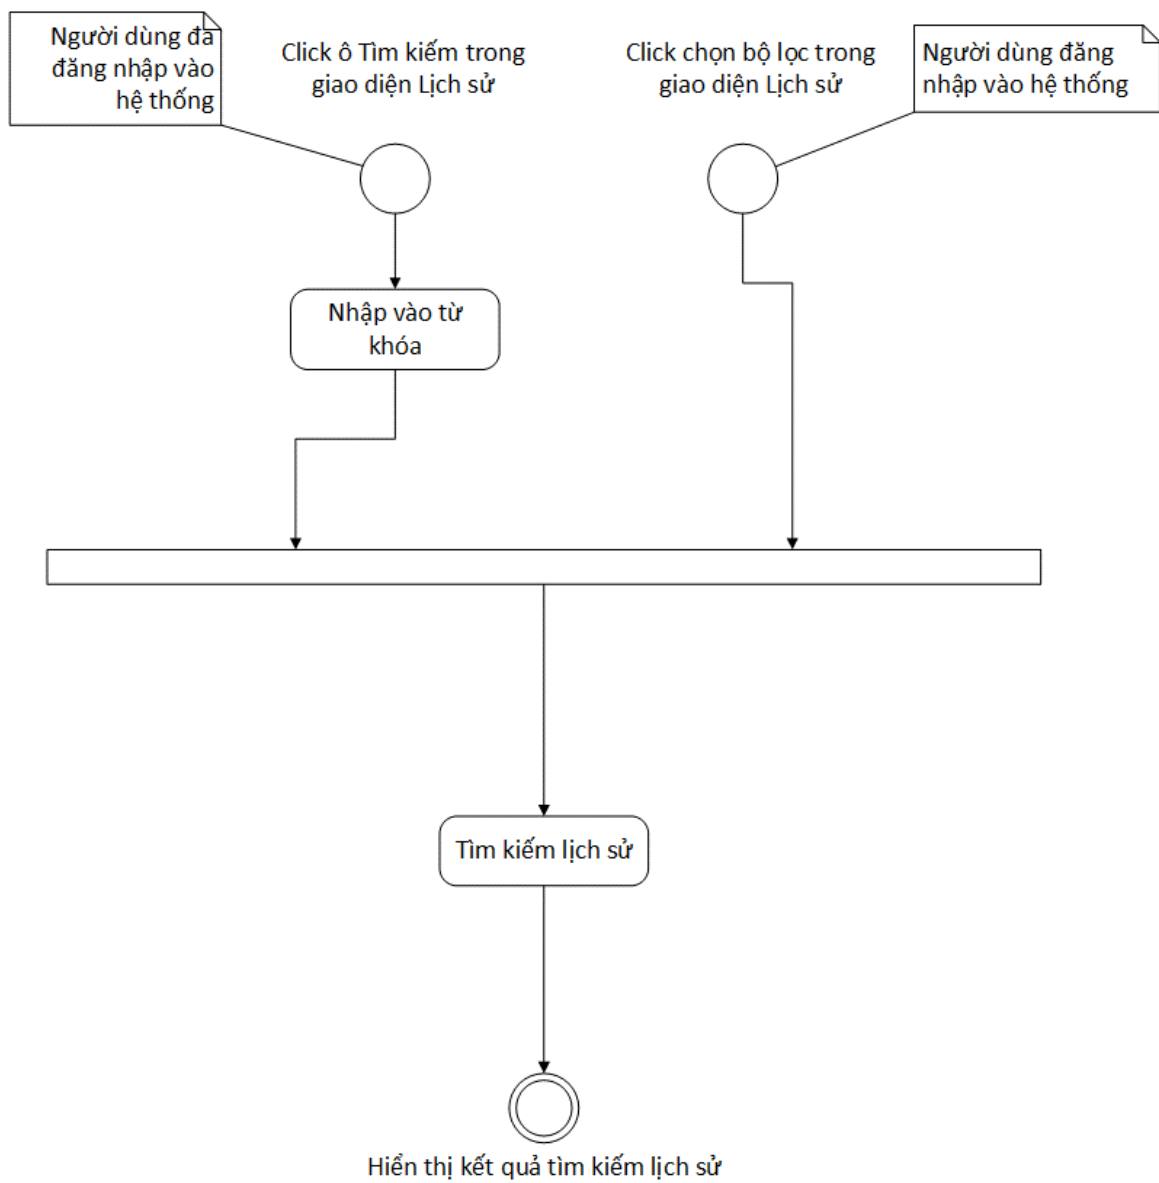 Người dùng đã
đăng nhập vào
hệ thống
Click ô Tìm kiếm trong
giao diện Lịch sử
Click chọn bộ lọc trong
giao diện Lịch sử
Người dùng đăng
nhập vào hệ thống
Nhập vào từ
khóa
Tìm kiếm lịch sử
Hiển thị kết quả tìm kiếm lịch sử